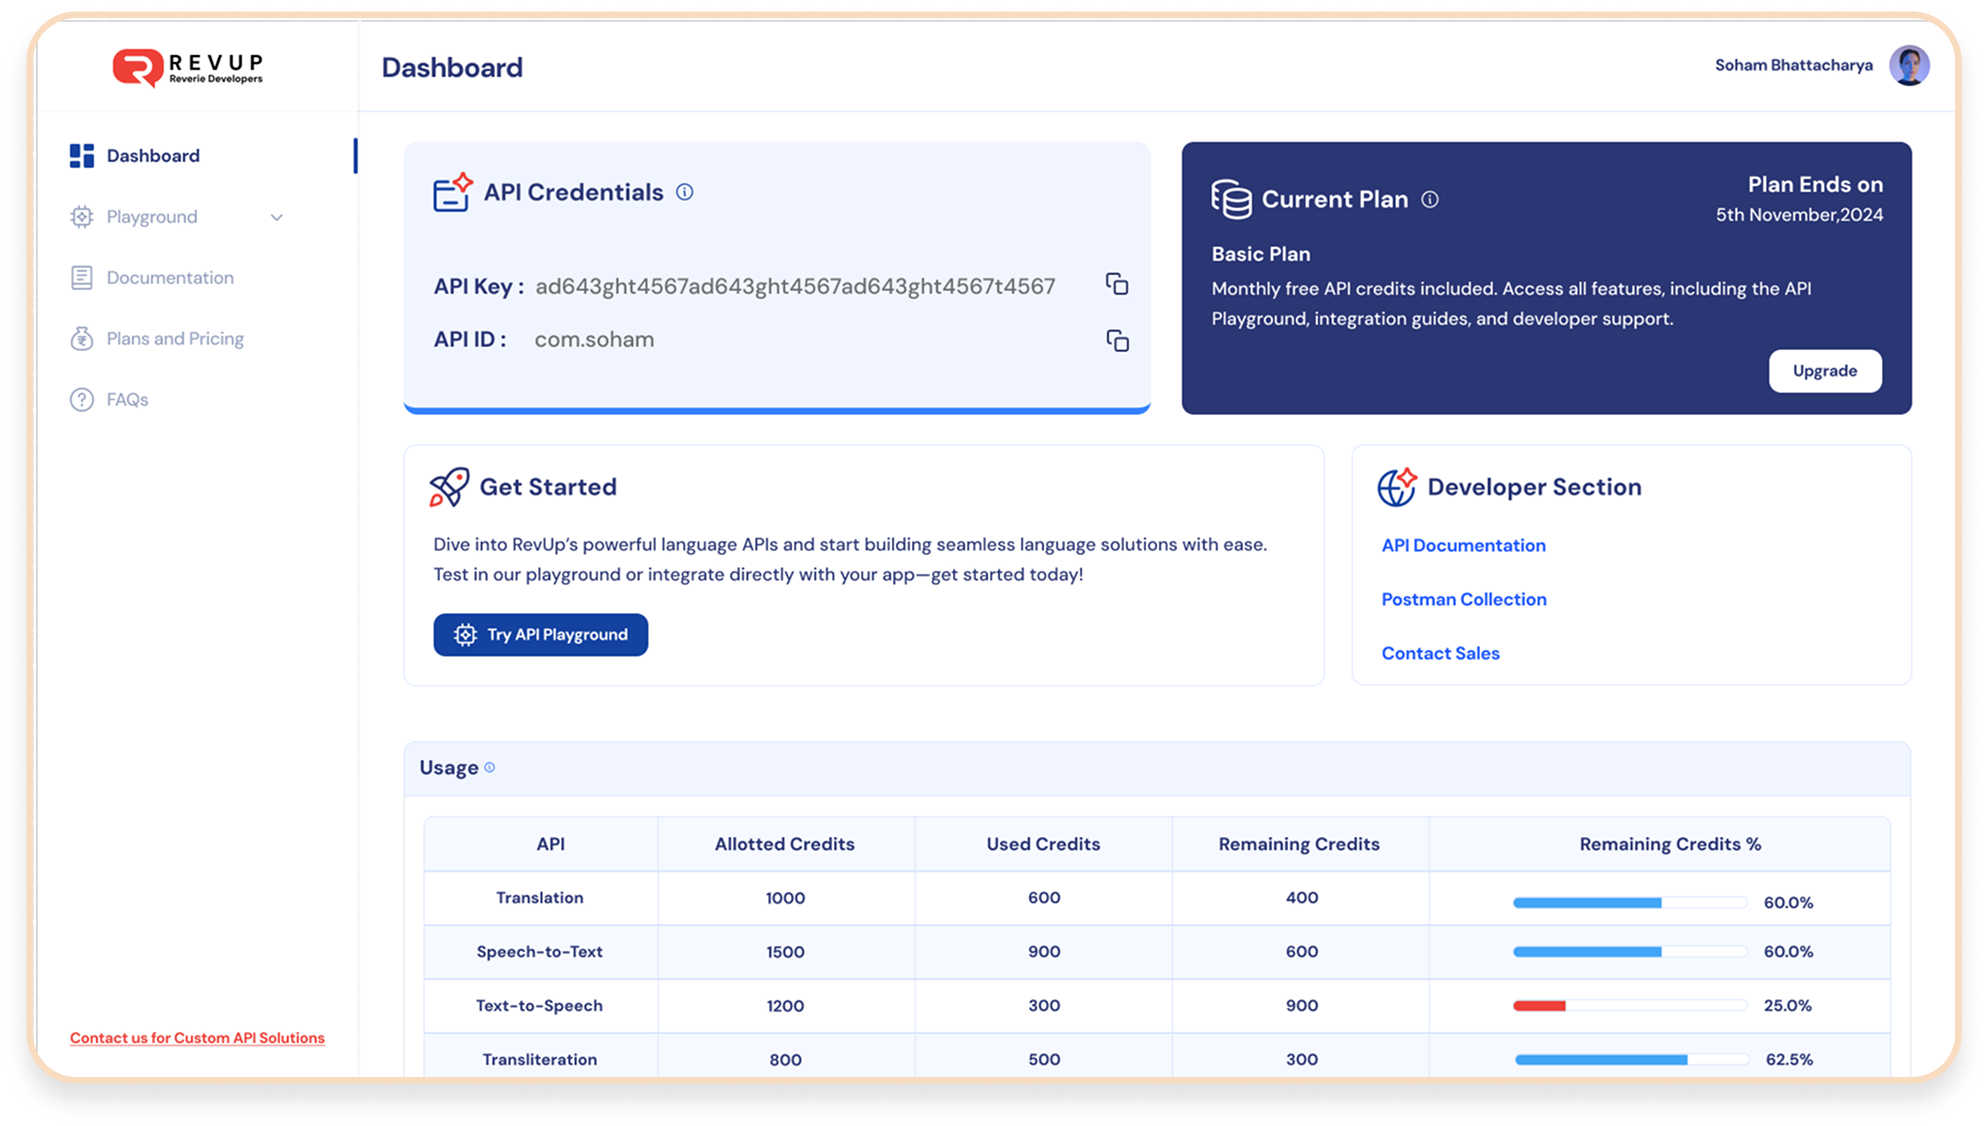 REVUP
Reverie Developers
Dashboard
Soham Bhattacharya
Dashboard
Playground
Documentation
Plans and Pricing
FAQs
Contact us for Custom API Solutions
API Credentials
API Key : ad643ght4567ad643ght4567ad643ght4567t4567
API ID : com.soham
Current Plan
Plan Ends on
5th November,2024
Basic Plan
Monthly free API credits included. Access all features, including the API
Playground, integration guides, and developer support.
Upgrade
Get Started
Dive into RevUp’s powerful language APIs and start building seamless language solutions with ease.
Test in our playground or integrate directly with your app—get started today!
Try API Playground
Developer Section
API Documentation
Postman Collection
Contact Sales
Usage
API Allotted Credits Used Credits Remaining Credits Remaining Credits %
Translation 1000 600 400 60.0%
Speech-to-Text 1500 900 600 60.0%
Text-to-Speech 1200 300 900 25.0%
Transliteration 800 500 300 62.5%